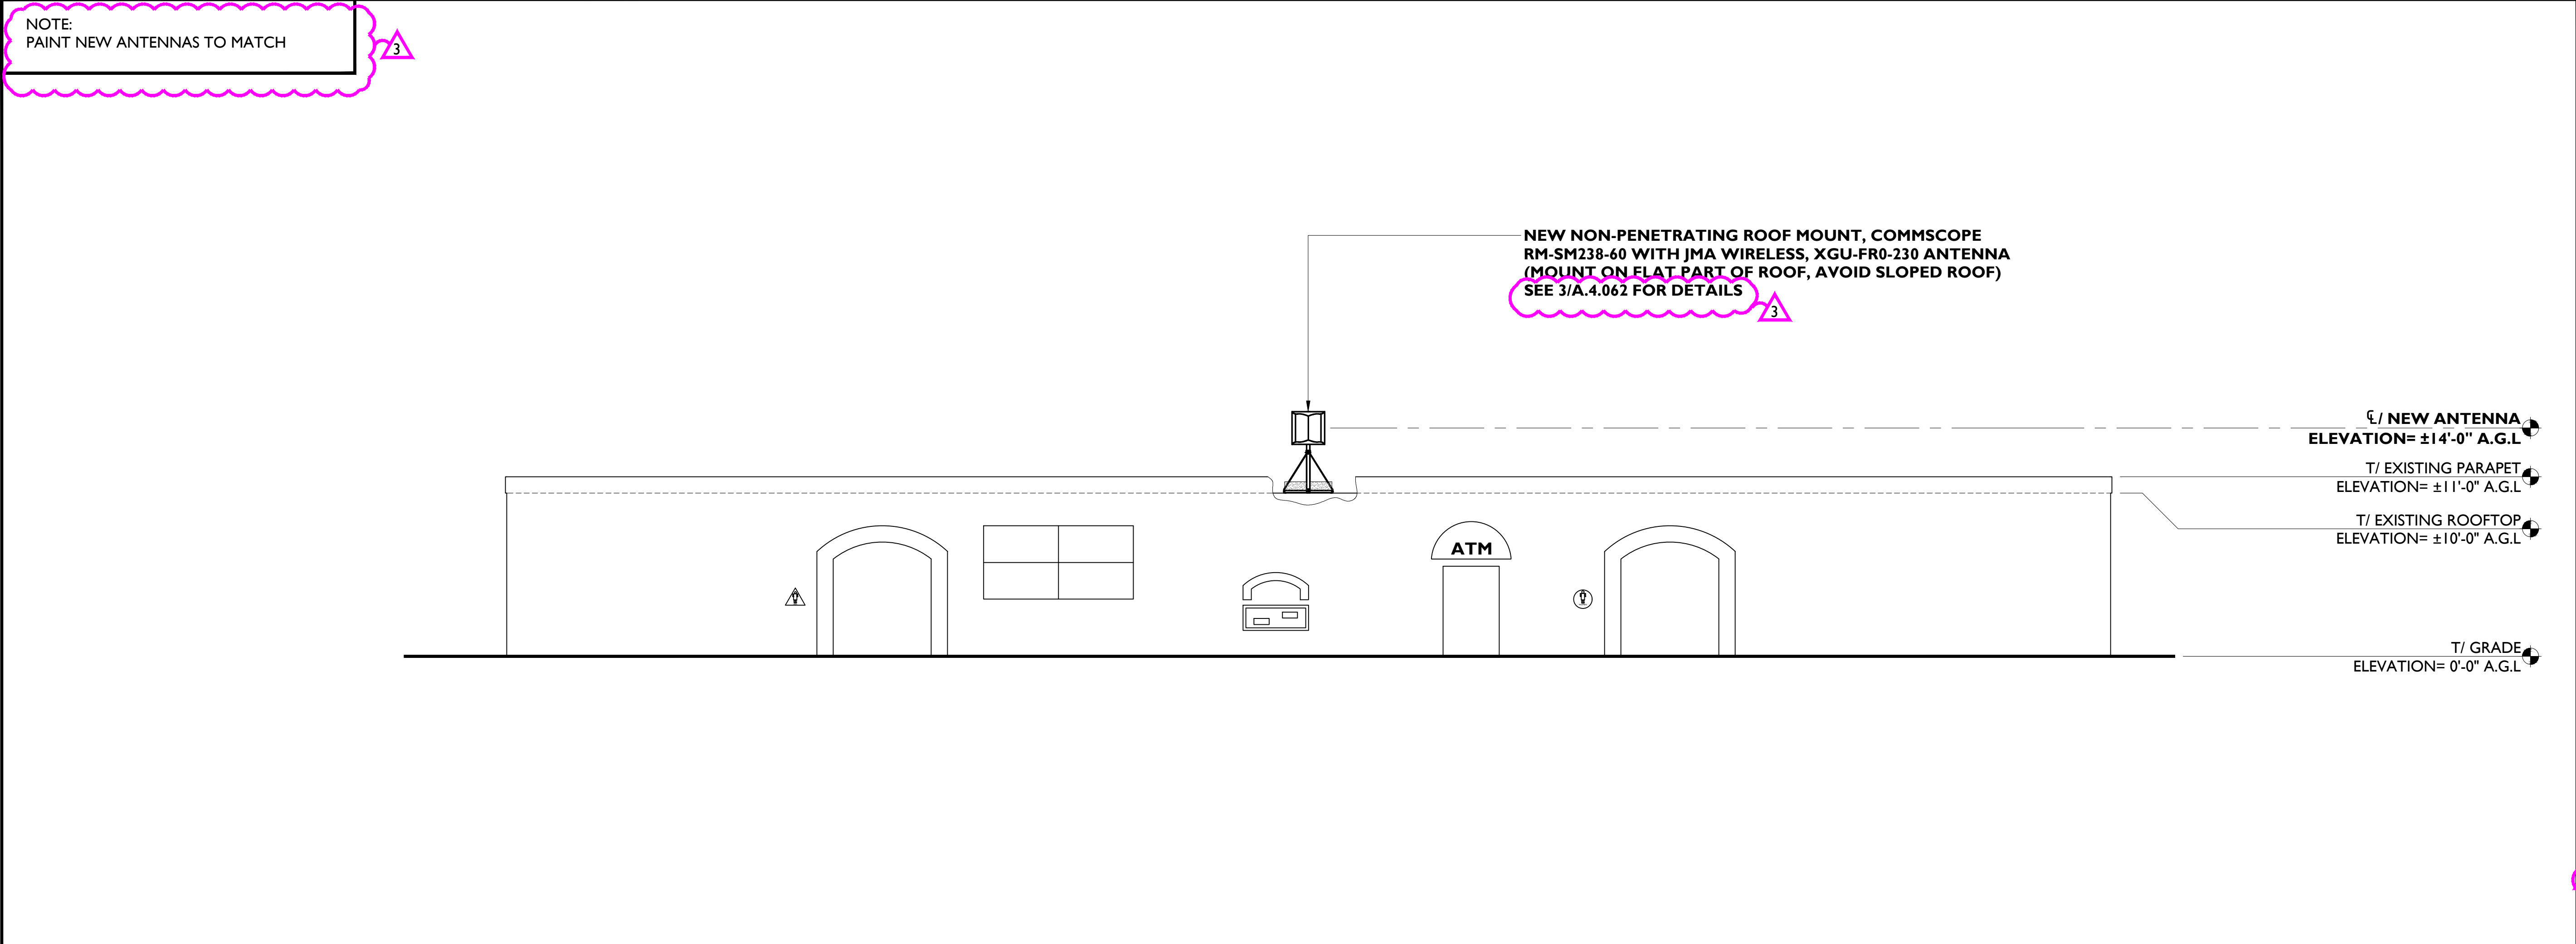 NOTE:
PAINT NEW ANTENNAS TO MATCH
3
NEW NON-PENETRATING ROOF MOUNT, COMMSCOPE
RM-SM238-60 WITH JMA WIRELESS, XGU-FR0-230 ANTENNA
(MOUNT ON FLAT PART OF ROOF, AVOID SLOPED ROOF)
SEE 3/A.4.062 FOR DETAILS
3
℄/ NEW ANTENNA
ELEVATION= ±14'-0" A.G.L
T/ EXISTING PARAPET
ELEVATION= ±11'-0" A.G.L
T/ EXISTING ROOFTOP
ELEVATION= ±10'-0" A.G.L
ATM
T/ GRADE
ELEVATION= 0'-0" A.G.L